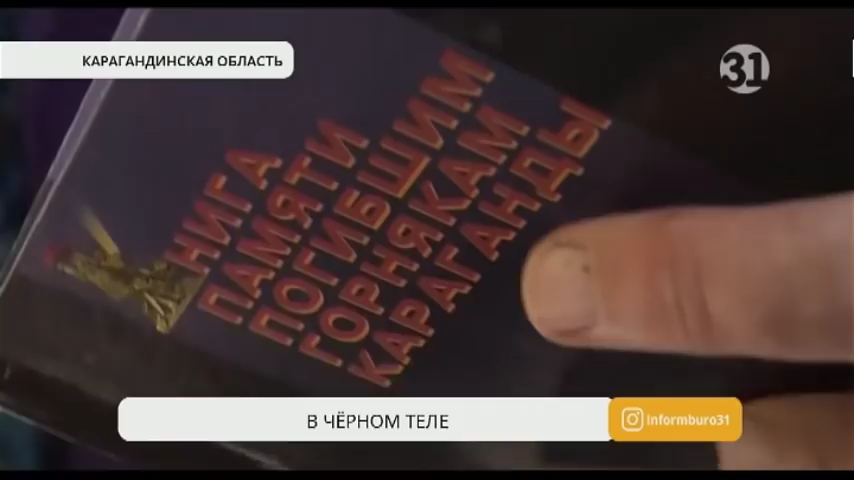 КАРАГАНДИНСКАЯ ОБЛАСТЬ
31
НИГА
ПАМЯТИ
ПОГИБШИМ
ГОРНЯКАМ
КАРАГАНДЫ
В ЧЁРНОМ ТЕЛЕ
informburo31